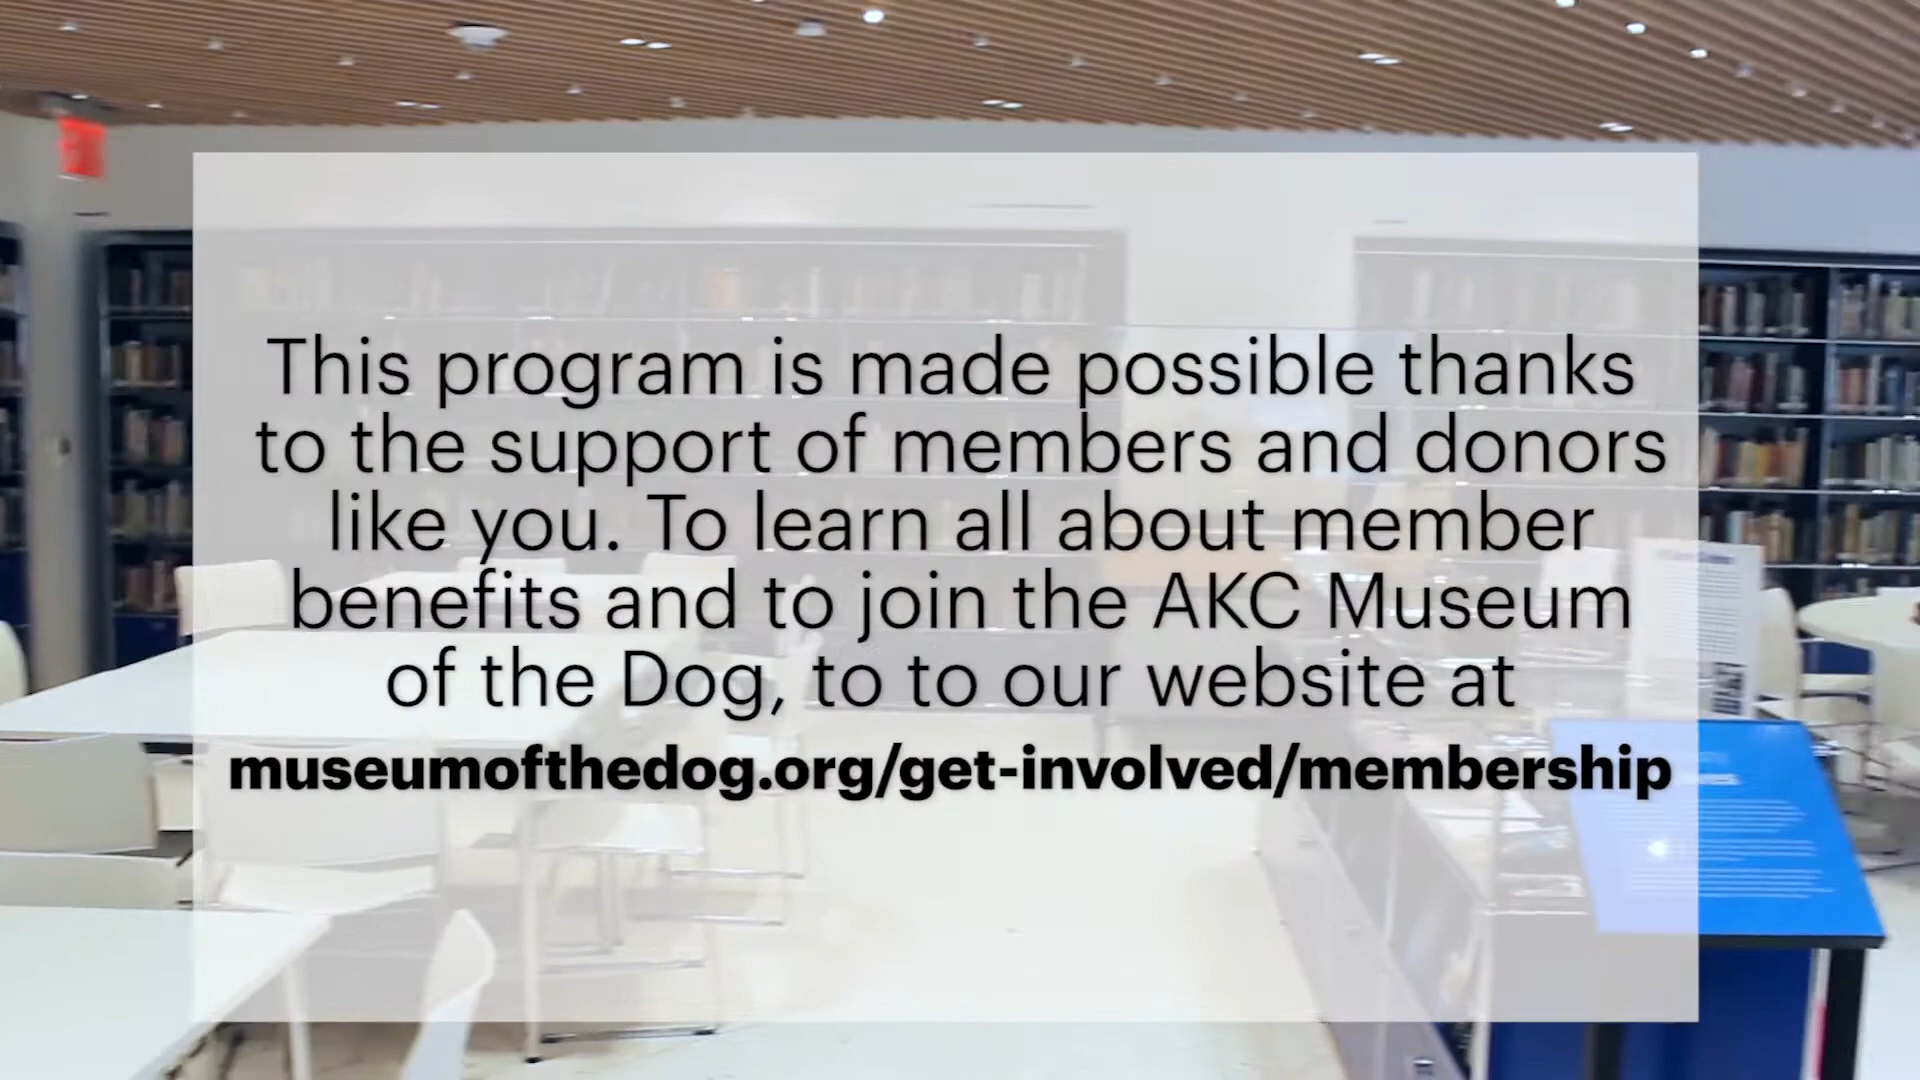 This program is made possible thanks
to the support of members and donors
like you. To learn all about member
benefits and to join the AKC Museum
of the Dog, to to our website at
museumofthedog.org/get-involved/membership